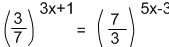 (3/7)^3x+1 = (7/3)^5x-3